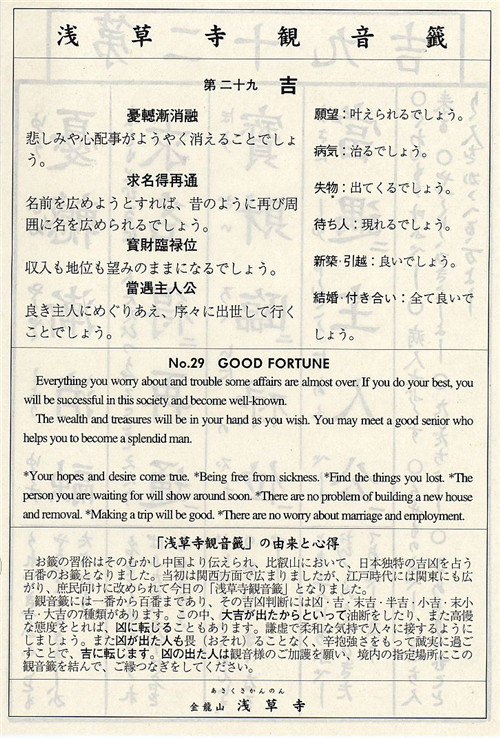 浅草寺観音籤
第二十九 吉
憂轗漸消融
悲しみや心配事がようやく消えることでしょ
う。
求名得再通
名前を広めようとすれば、昔のように再び周
囲に名を広められるでしょう。
寳財臨禄位
収入も地位も望みのままになるでしょう。
當遇主人公
良き主人にめぐりあえ、序々に出世して行く
ことでしょう。
願望：叶えられるでしょう。
病気：治るでしょう。
失物：出てくるでしょう。
待ち人：現れるでしょう。
新築・引越：良いでしょう。
結婚・付き合い：全て良いで
しょう。
No.29 GOOD FORTUNE
Everything you worry about and trouble some affairs are almost over. If you do your best, you
will be successful in this society and become well-known.
The wealth and treasures will be in your hand as you wish. You may meet a good senior who
helps you to become a splendid man.
*Your hopes and desire come true. *Being free from sickness. *Find the things you lost. *The
person you are waiting for will show around soon. *There are no problem of building a new house
and removal. *Making a trip will be good. *There are no worry about marriage and employment.
「浅草寺観音籤」の由来と心得
お籤の習俗はそのむかし中国より伝えられ、比叡山において、日本独特の吉凶を占う
百番のお籤となりました。当初は関西方面で広まりましたが、江戸時代には関東にも広
がり、庶民向けに改められて今日の「浅草寺観音籤」となりました。
観音籤には一番から百番まであり、その吉凶判断には凶・吉・末吉・半吉・小吉・末小
吉・大吉の7種類があります。この中、大吉が出たからといって油断をしたり、また高慢
な態度をとれば、凶に転じることもあります。謙虚で柔和な気持で人々に接するように
しましょう。また凶が出た人も畏（おそれ）ることなく、辛抱強さをもって誠実に過ご
すことで、吉に転じます。凶の出た人は観音様のご加護を願い、境内の指定場所にこの
観音籤を結んで、ご縁つなぎをしてください。
あさくさかんのん
金龍山 浅草寺